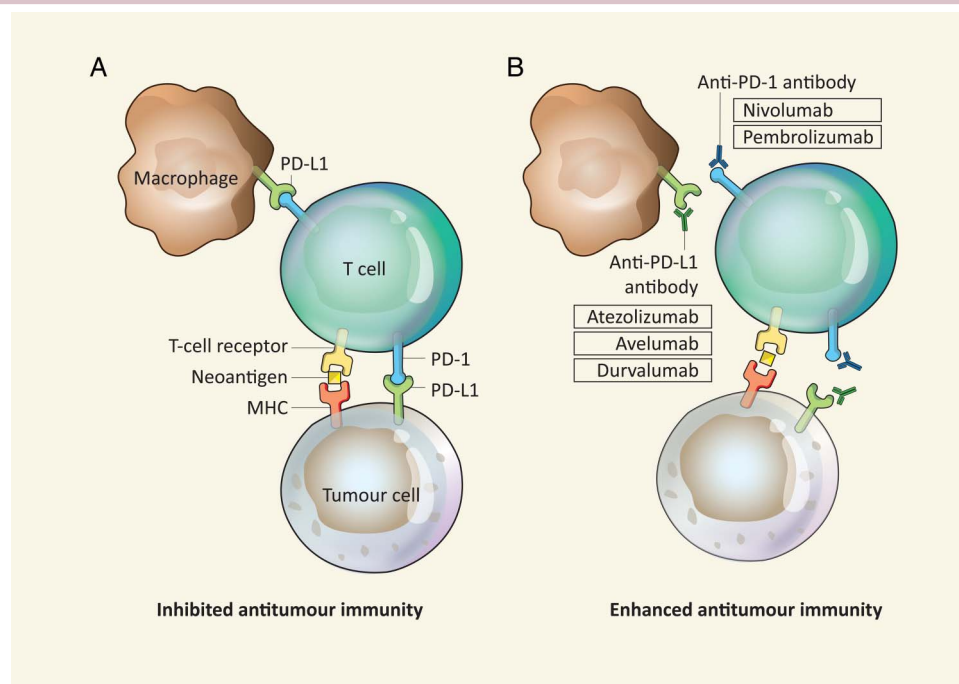 A
Macrophage
PD-L1
T cell
T-cell receptor
Neoantigen
MHC
PD-1
PD-L1
Tumour cell
Inhibited antitumour immunity
B
Anti-PD-1 antibody
Nivolumab
Pembrolizumab
Anti-PD-L1
antibody
Atezolizumab
Avelumab
Durvalumab
Enhanced antitumour immunity